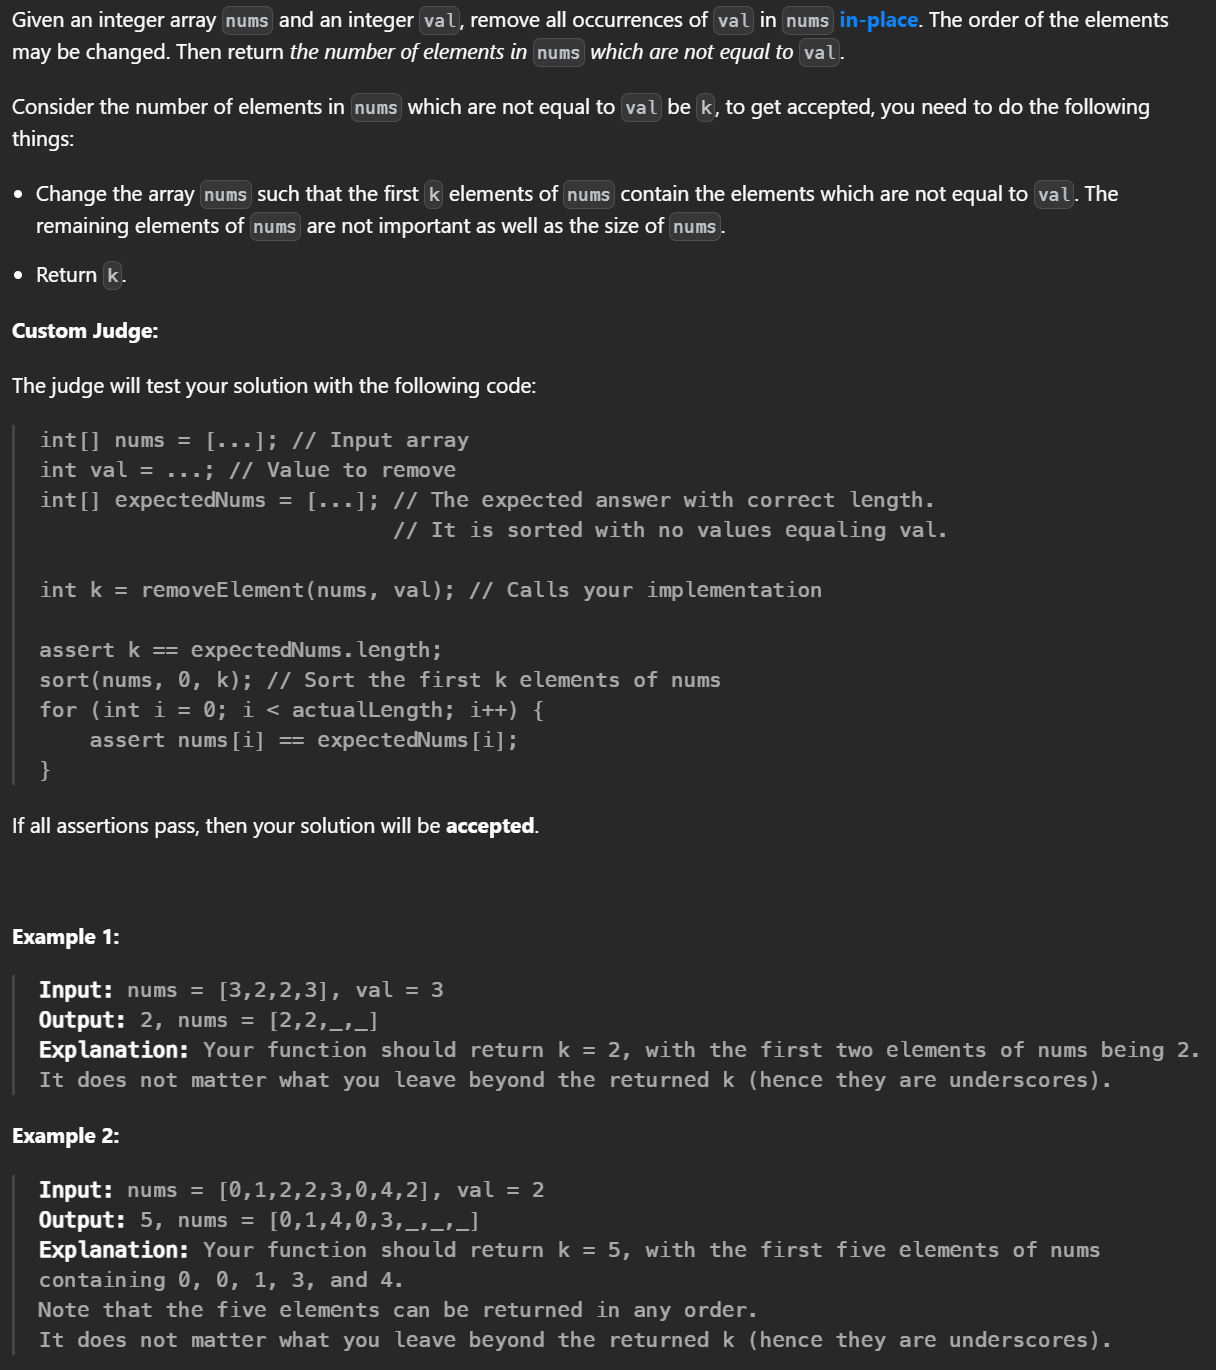 Given an integer array nums and an integer val, remove all occurrences of val in nums in-place. The order of the elements
may be changed. Then return the number of elements in nums which are not equal to val.
Consider the number of elements in nums which are not equal to val be k, to get accepted, you need to do the following
things:
• Change the array nums such that the first k elements of nums contain the elements which are not equal to val. The
remaining elements of nums are not important as well as the size of nums.
• Return k.
Custom Judge:
The judge will test your solution with the following code:
int[] nums = [...]; // Input array
int val = ...; // Value to remove
int[] expectedNums = [...]; // The expected answer with correct length.
// It is sorted with no values equaling val.
int k = removeElement(nums, val); // Calls your implementation
assert k == expectedNums.length;
sort(nums, 0, k); // Sort the first k elements of nums
for (int i = 0; i < actualLength; i++) {
assert nums[i] == expectedNums[i];
}
If all assertions pass, then your solution will be accepted.
Example 1:
Input: nums = [3,2,2,3], val = 3
Output: 2, nums = [2,2,_,_]
Explanation: Your function should return k = 2, with the first two elements of nums being 2.
It does not matter what you leave beyond the returned k (hence they are underscores).
Example 2:
Input: nums = [0,1,2,2,3,0,4,2], val = 2
Output: 5, nums = [0,1,4,0,3,_,_,_]
Explanation: Your function should return k = 5, with the first five elements of nums
containing 0, 0, 1, 3, and 4.
Note that the five elements can be returned in any order.
It does not matter what you leave beyond the returned k (hence they are underscores).